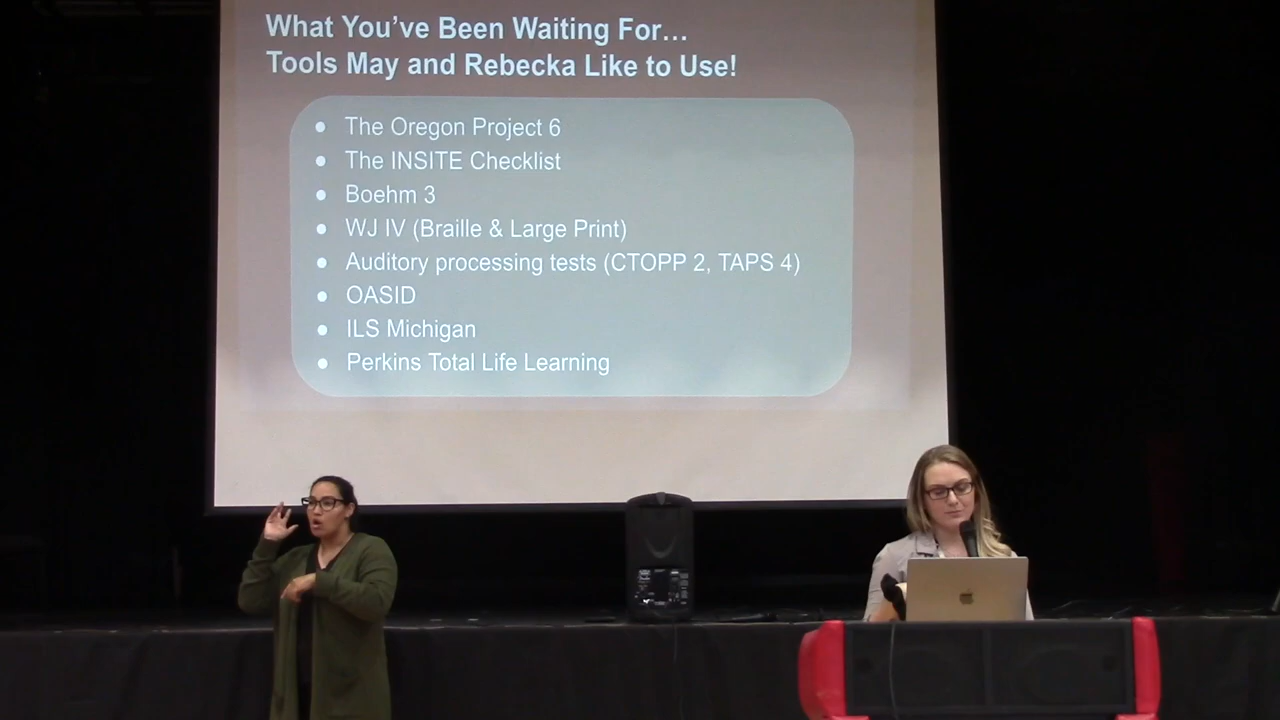 What You've Been Waiting For...
Tools May and Rebecka Like to Use!
● The Oregon Project 6
● The INSITE Checklist
● Boehm 3
● WJ IV (Braille & Large Print)
● Auditory processing tests (CTOPP 2, TAPS 4)
● OASID
● ILS Michigan
● Perkins Total Life Learning